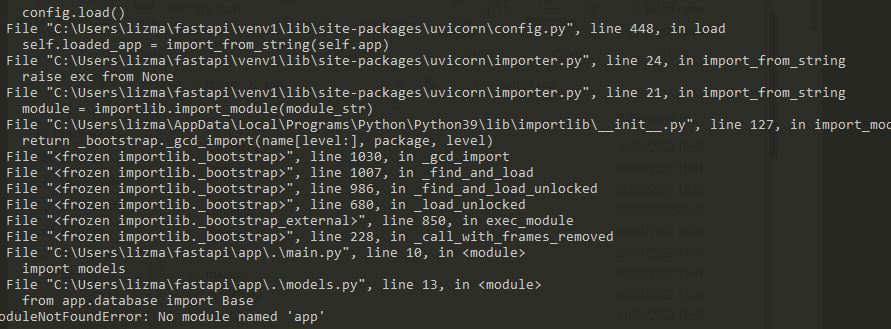 config.load()
File "C:\Users\lizma\fastapi\venv1\lib\site-packages\uvicorn\config.py", line 448, in load
self.loaded_app = import_from_string(self.app)
File "C:\Users\lizma\fastapi\venv1\lib\site-packages\uvicorn\importer.py", line 24, in import_from_string
raise exc from None
File "C:\Users\lizma\fastapi\venv1\lib\site-packages\uvicorn\importer.py", line 21, in import_from_string
module = importlib.import_module(module_str)
File "C:\Users\lizma\AppData\Local\Programs\Python\Python39\lib\importlib\__init__.py", line 127, in import_mod
return _bootstrap._gcd_import(name[level:], package, level)
File "<frozen importlib._bootstrap>", line 1030, in _gcd_import
File "<frozen importlib._bootstrap>", line 1007, in _find_and_load
File "<frozen importlib._bootstrap>", line 986, in _find_and_load_unlocked
File "<frozen importlib._bootstrap>", line 680, in _load_unlocked
File "<frozen importlib._bootstrap_external>", line 850, in exec_module
File "<frozen importlib._bootstrap>", line 228, in _call_with_frames_removed
File "C:\Users\lizma\fastapi\app\.\main.py", line 10, in <module>
import models
File "C:\Users\lizma\fastapi\app\.\models.py", line 13, in <module>
from app.database import Base
oduleNotFoundError: No module named 'app'